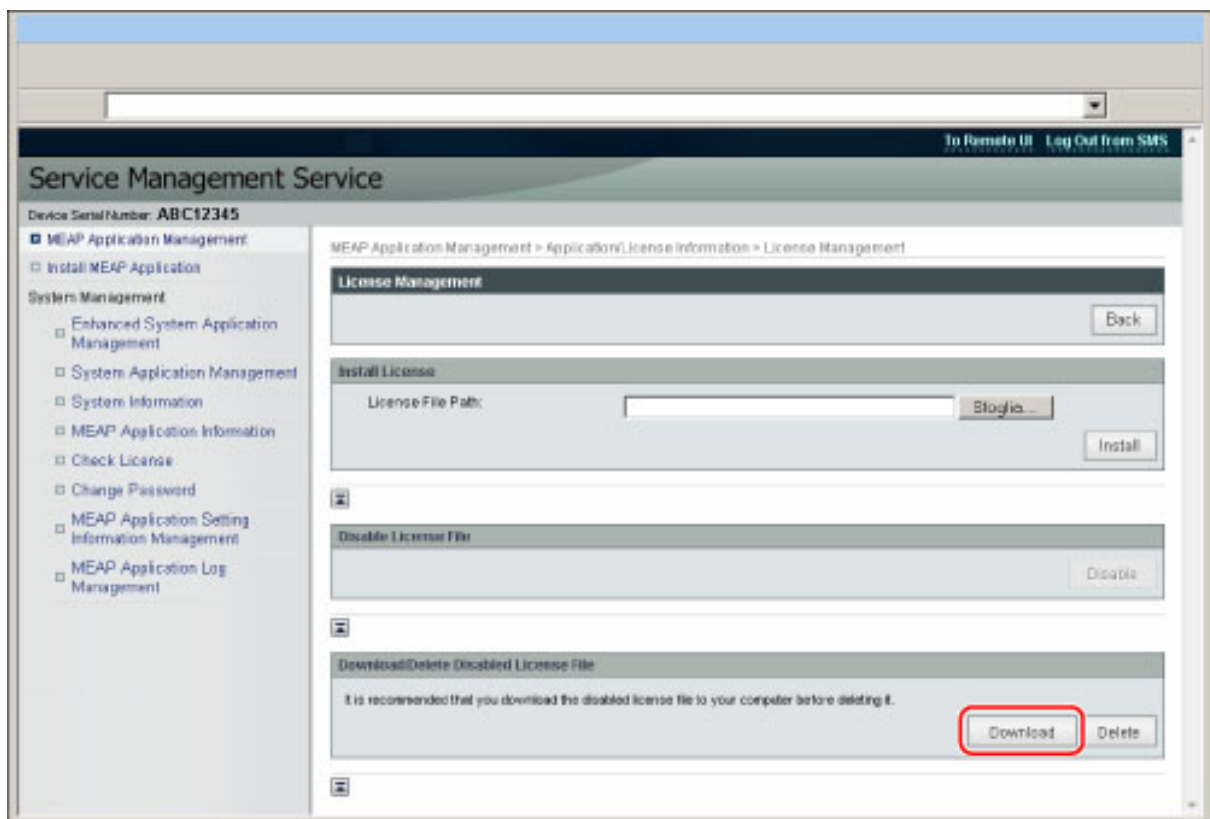 To Remote UI Log Out from SMS
Service Management Service
Device Serial Number: ABC12345
MEAP Application Management
Install MEAP Application
System Management
Enhanced System Application
Management
System Application Management
System Information
MEAP Application Information
Check License
Change Password
MEAP Application Setting
Information Management
MEAP Application Log
Management
MEAP Application Management > Application/License Information > License Management
License Management
Back
Install License
License File Path:
Sfoglia...
Install
Disable License File
Disable
Download/Delete Disabled License File
It is recommended that you download the disabled license file to your computer before deleting it.
Download
Delete